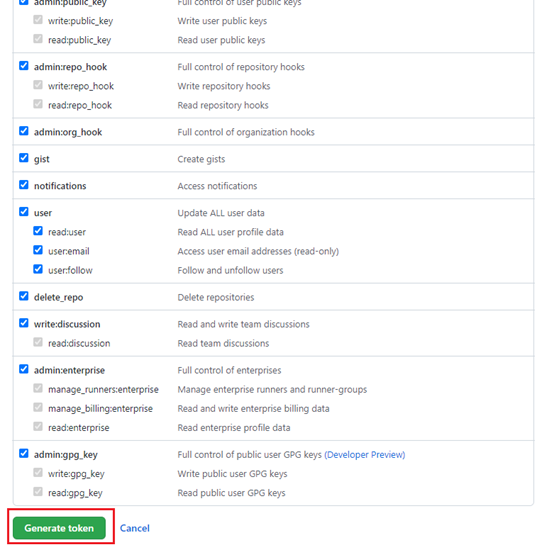 admin:public_key Full control of user public keys
write:public_key Write user public keys
read:public_key Read user public keys
admin:repo_hook Full control of repository hooks
write:repo_hook Write repository hooks
read:repo_hook Read repository hooks
admin:org_hook Full control of organization hooks
gist Create gists
notifications Access notifications
user Update ALL user data
read:user Read ALL user profile data
user:email Access user email addresses (read-only)
user:follow Follow and unfollow users
delete_repo Delete repositories
write:discussion Read and write team discussions
read:discussion Read team discussions
admin:enterprise Full control of enterprises
manage_runners:enterprise Manage enterprise runners and runner-groups
manage_billing:enterprise Read and write enterprise billing data
read:enterprise Read enterprise profile data
admin:gpg_key Full control of public user GPG keys (Developer Preview)
write:gpg_key Write public user GPG keys
read:gpg_key Read public user GPG keys
Generate token Cancel